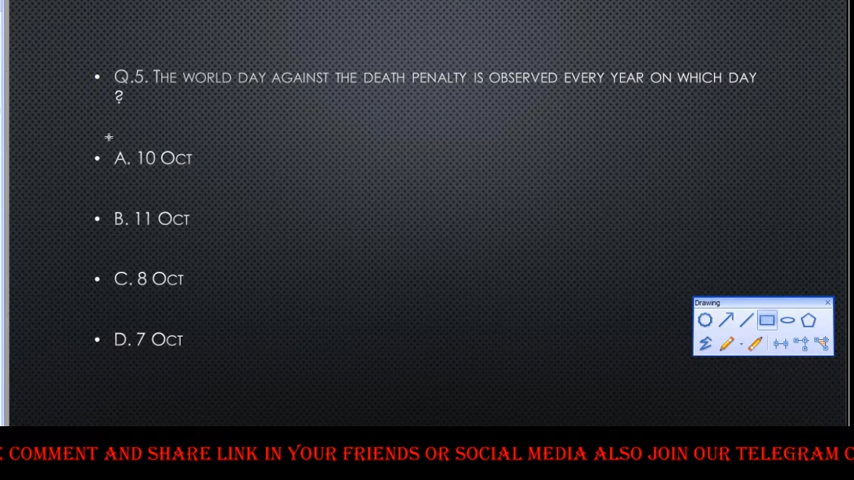 Q.5. THE WORLD DAY AGAINST THE DEATH PENALTY IS OBSERVED EVERY YEAR ON WHICH DAY
?
A. 10 OCT
B. 11 OCT
C. 8 OCT
D. 7 OCT
Drawing
COMMENT AND SHARE LINK IN YOUR FRIENDS OR SOCIAL MEDIA ALSO JOIN OUR TELEGRAM